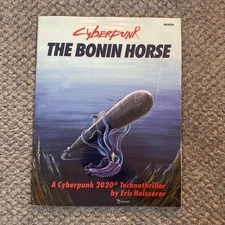 Cyberpunk
THE BONIN HORSE
A Cyberpunk 2020® Technothriller
by Eric Heisserer